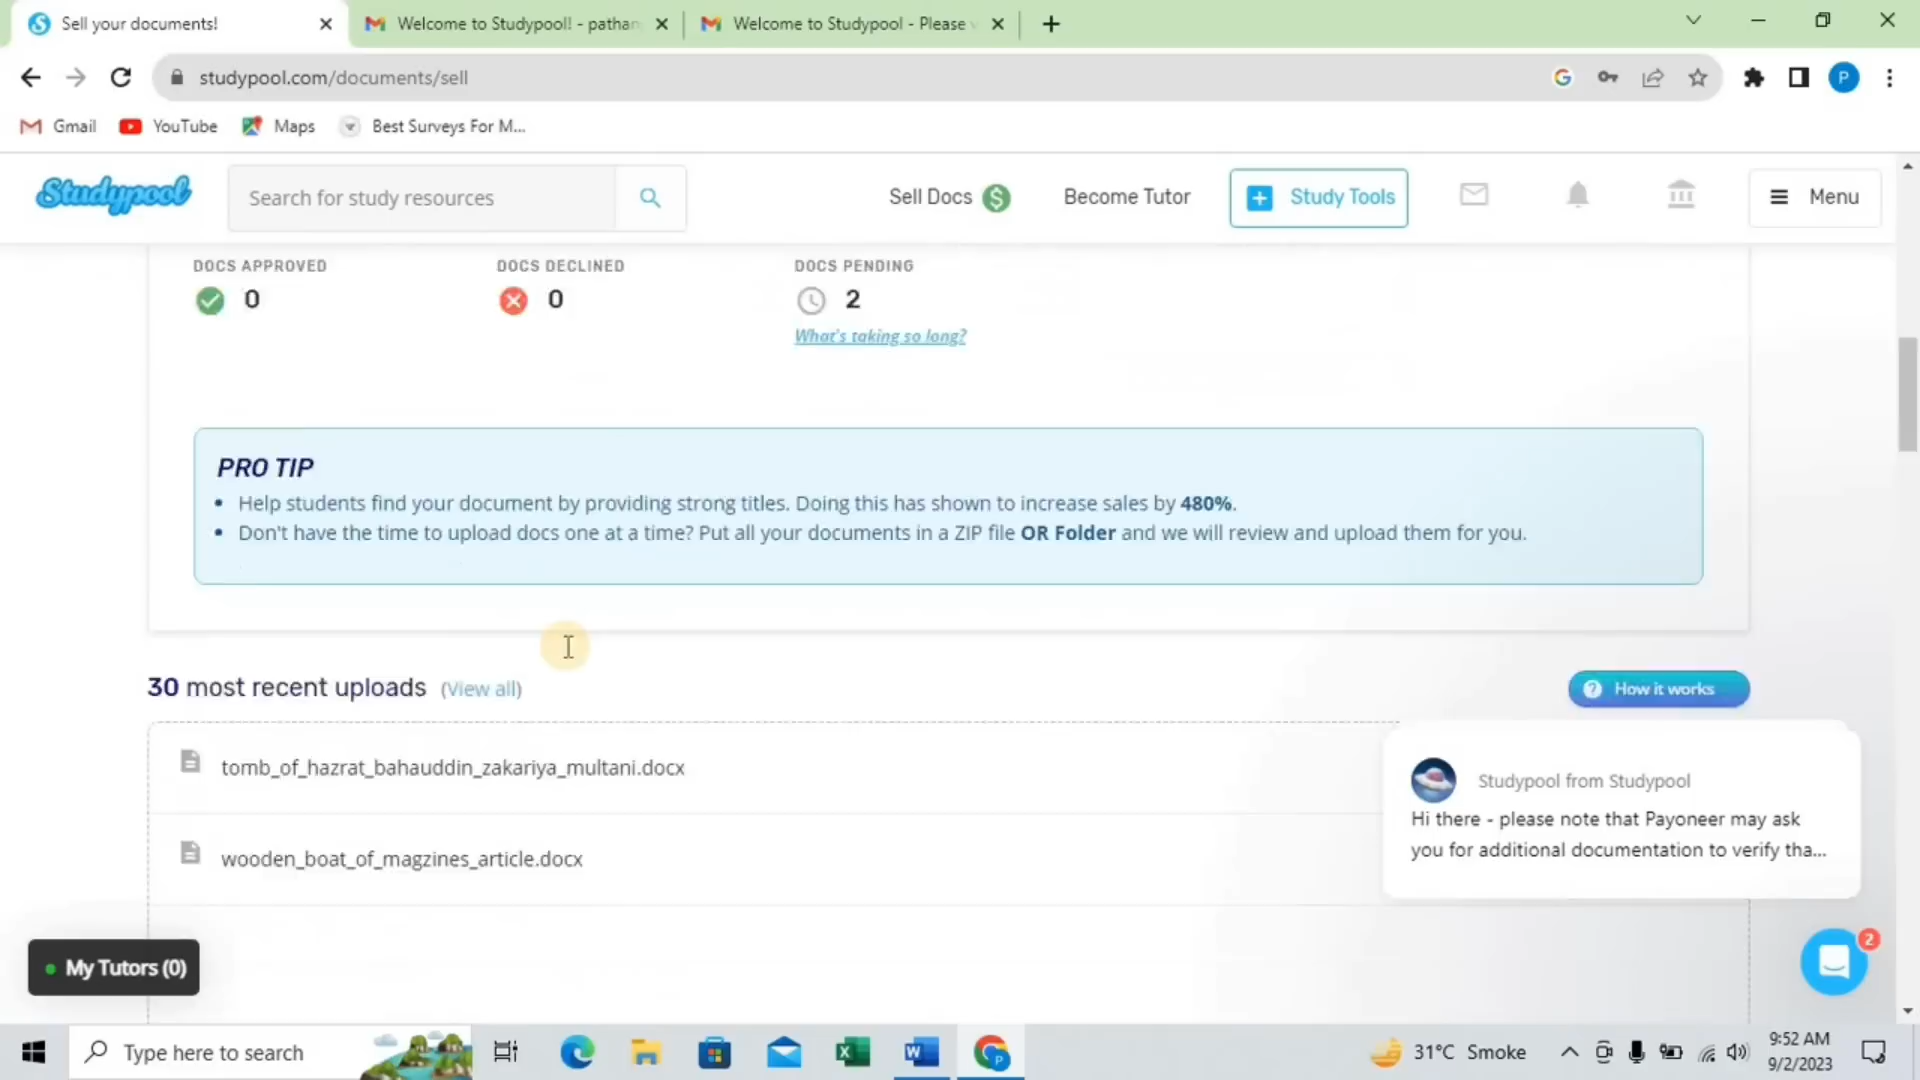 Sell your documents!
Welcome to Studypool! - pathan
Welcome to Studypool - Please v
studypool.com/documents/sell
P
Gmail
YouTube
Maps
Best Surveys For M...
Studypool
Search for study resources
Sell Docs $
Become Tutor
Study Tools
Menu
DOCS APPROVED
0
DOCS DECLINED
0
DOCS PENDING
2
What's taking so long?
PRO TIP
• Help students find your document by providing strong titles. Doing this has shown to increase sales by 480%.
• Don't have the time to upload docs one at a time? Put all your documents in a ZIP file OR Folder and we will review and upload them for you.
30 most recent uploads (View all)
How it works
tomb_of_hazrat_bahauddin_zakariya_multani.docx
wooden_boat_of_magzines_article.docx
Studypool from Studypool
Hi there - please note that Payoneer may ask
you for additional documentation to verify tha...
2
My Tutors (0)
Type here to search
31°C Smoke
9:52 AM
9/2/2023